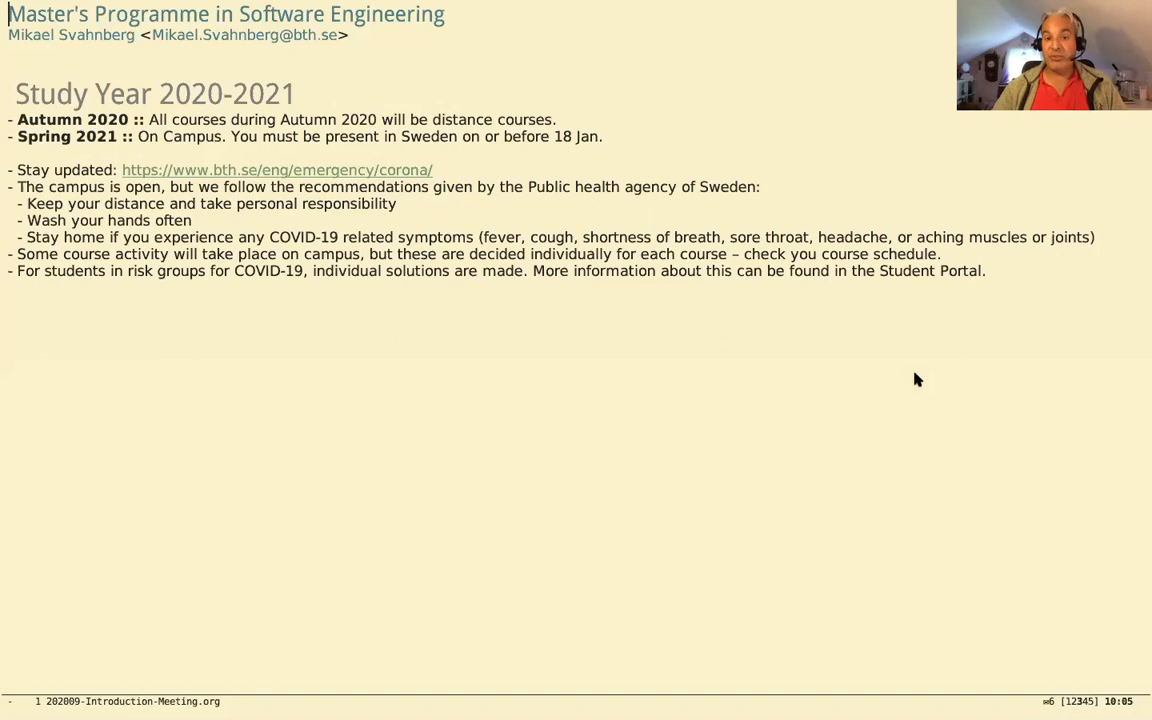 Master's Programme in Software Engineering
Mikael Svahnberg <Mikael.Svahnberg@bth.se>
Study Year 2020-2021
- Autumn 2020 :: All courses during Autumn 2020 will be distance courses.
- Spring 2021 :: On Campus. You must be present in Sweden on or before 18 Jan.
- Stay updated: https://www.bth.se/eng/emergency/corona/
- The campus is open, but we follow the recommendations given by the Public health agency of Sweden:
- Keep your distance and take personal responsibility
- Wash your hands often
- Stay home if you experience any COVID-19 related symptoms (fever, cough, shortness of breath, sore throat, headache, or aching muscles or joints)
- Some course activity will take place on campus, but these are decided individually for each course – check you course schedule.
- For students in risk groups for COVID-19, individual solutions are made. More information about this can be found in the Student Portal.
- 1 202009-Introduction-Meeting.org ✉6 [12345] 10:05